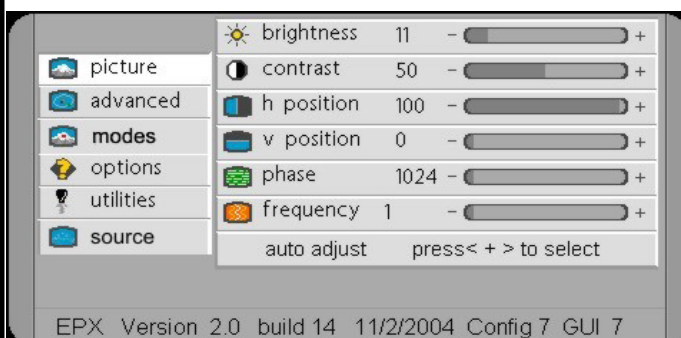 picture
advanced
modes
options
utilities
source
brightness 11 - +
contrast 50 - +
h position 100 - +
v position 0 - +
phase 1024 - +
frequency 1 - +
auto adjust press< + > to select
EPX Version 2.0 build 14 11/2/2004 Config 7 GUI 7